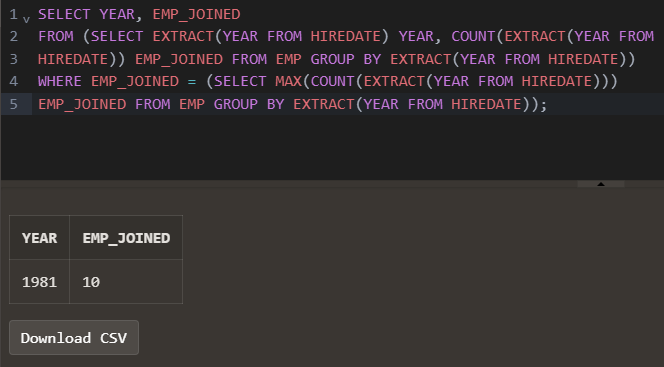 1 v SELECT YEAR, EMP_JOINED
2 FROM (SELECT EXTRACT(YEAR FROM HIREDATE) YEAR, COUNT(EXTRACT(YEAR FROM
3 HIREDATE)) EMP_JOINED FROM EMP GROUP BY EXTRACT(YEAR FROM HIREDATE))
4 WHERE EMP_JOINED = (SELECT MAX(COUNT(EXTRACT(YEAR FROM HIREDATE)))
5 EMP_JOINED FROM EMP GROUP BY EXTRACT(YEAR FROM HIREDATE));
YEAR EMP_JOINED
1981 10
Download CSV